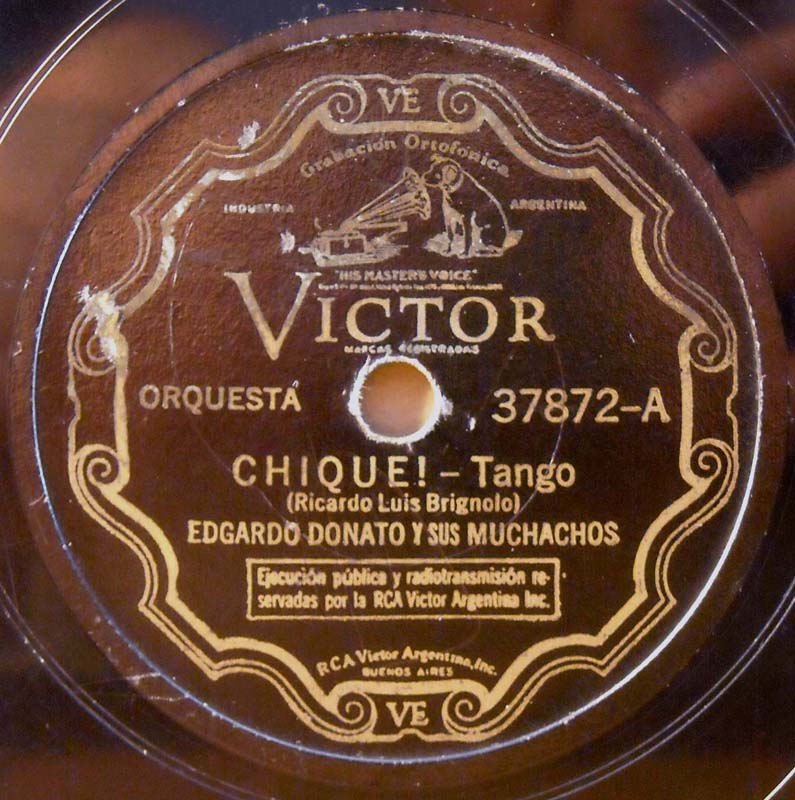 VE
Grabación Ortofónica
INDUSTRIA ARGENTINA
"HIS MASTER'S VOICE"
VICTOR
MARCAS REGISTRADAS
ORQUESTA 37872-A
CHIQUE! - Tango
(Ricardo Luis Brignolo)
EDGARDO DONATO Y SUS MUCHACHOS
Ejecución pública y radiotransmisión re-
servadas por la RCA Victor Argentina Inc.
RCA Victor Argentina, Inc.
BUENOS AIRES
VE